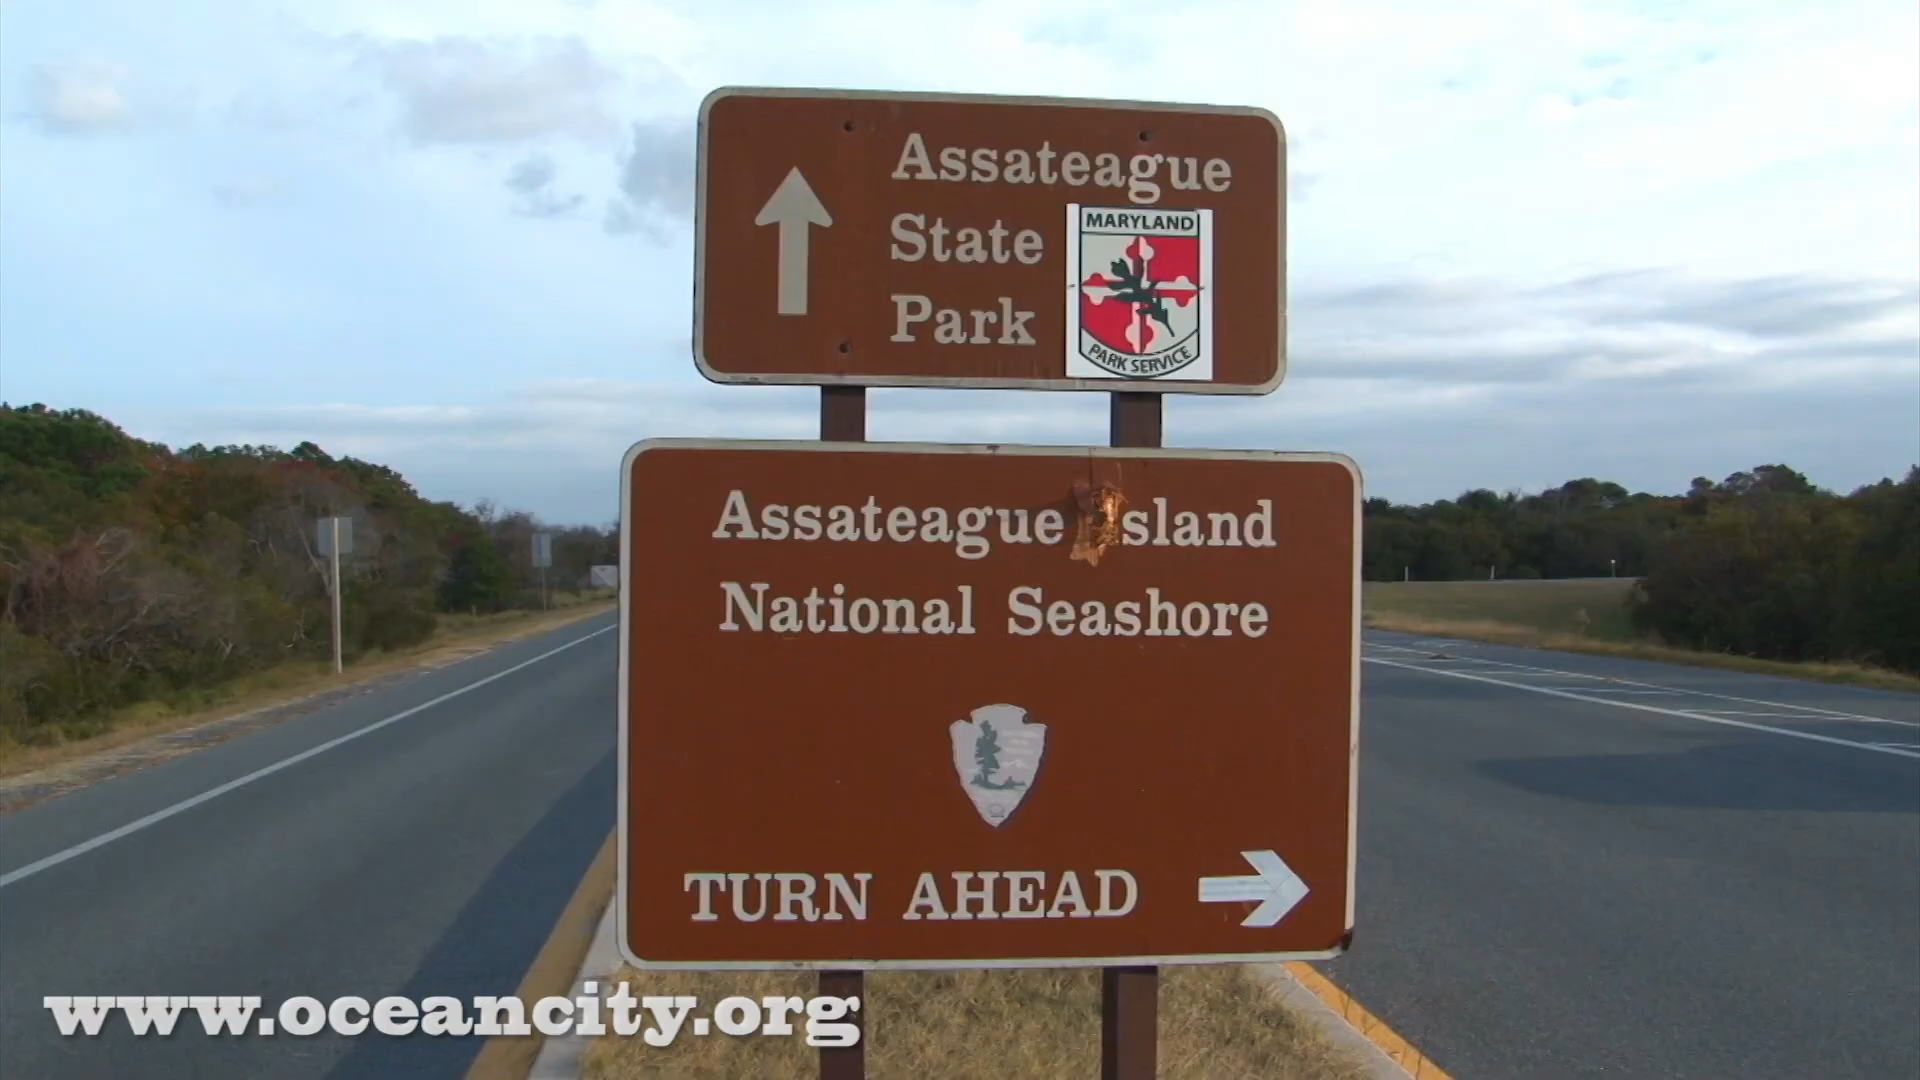 Assateague
State
Park
MARYLAND
PARK SERVICE
Assateague sland
National Seashore
TURN AHEAD
www.oceancity.org